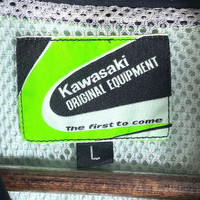 Kawasaki
ORIGINAL EQUIPMENT
The first to come
L